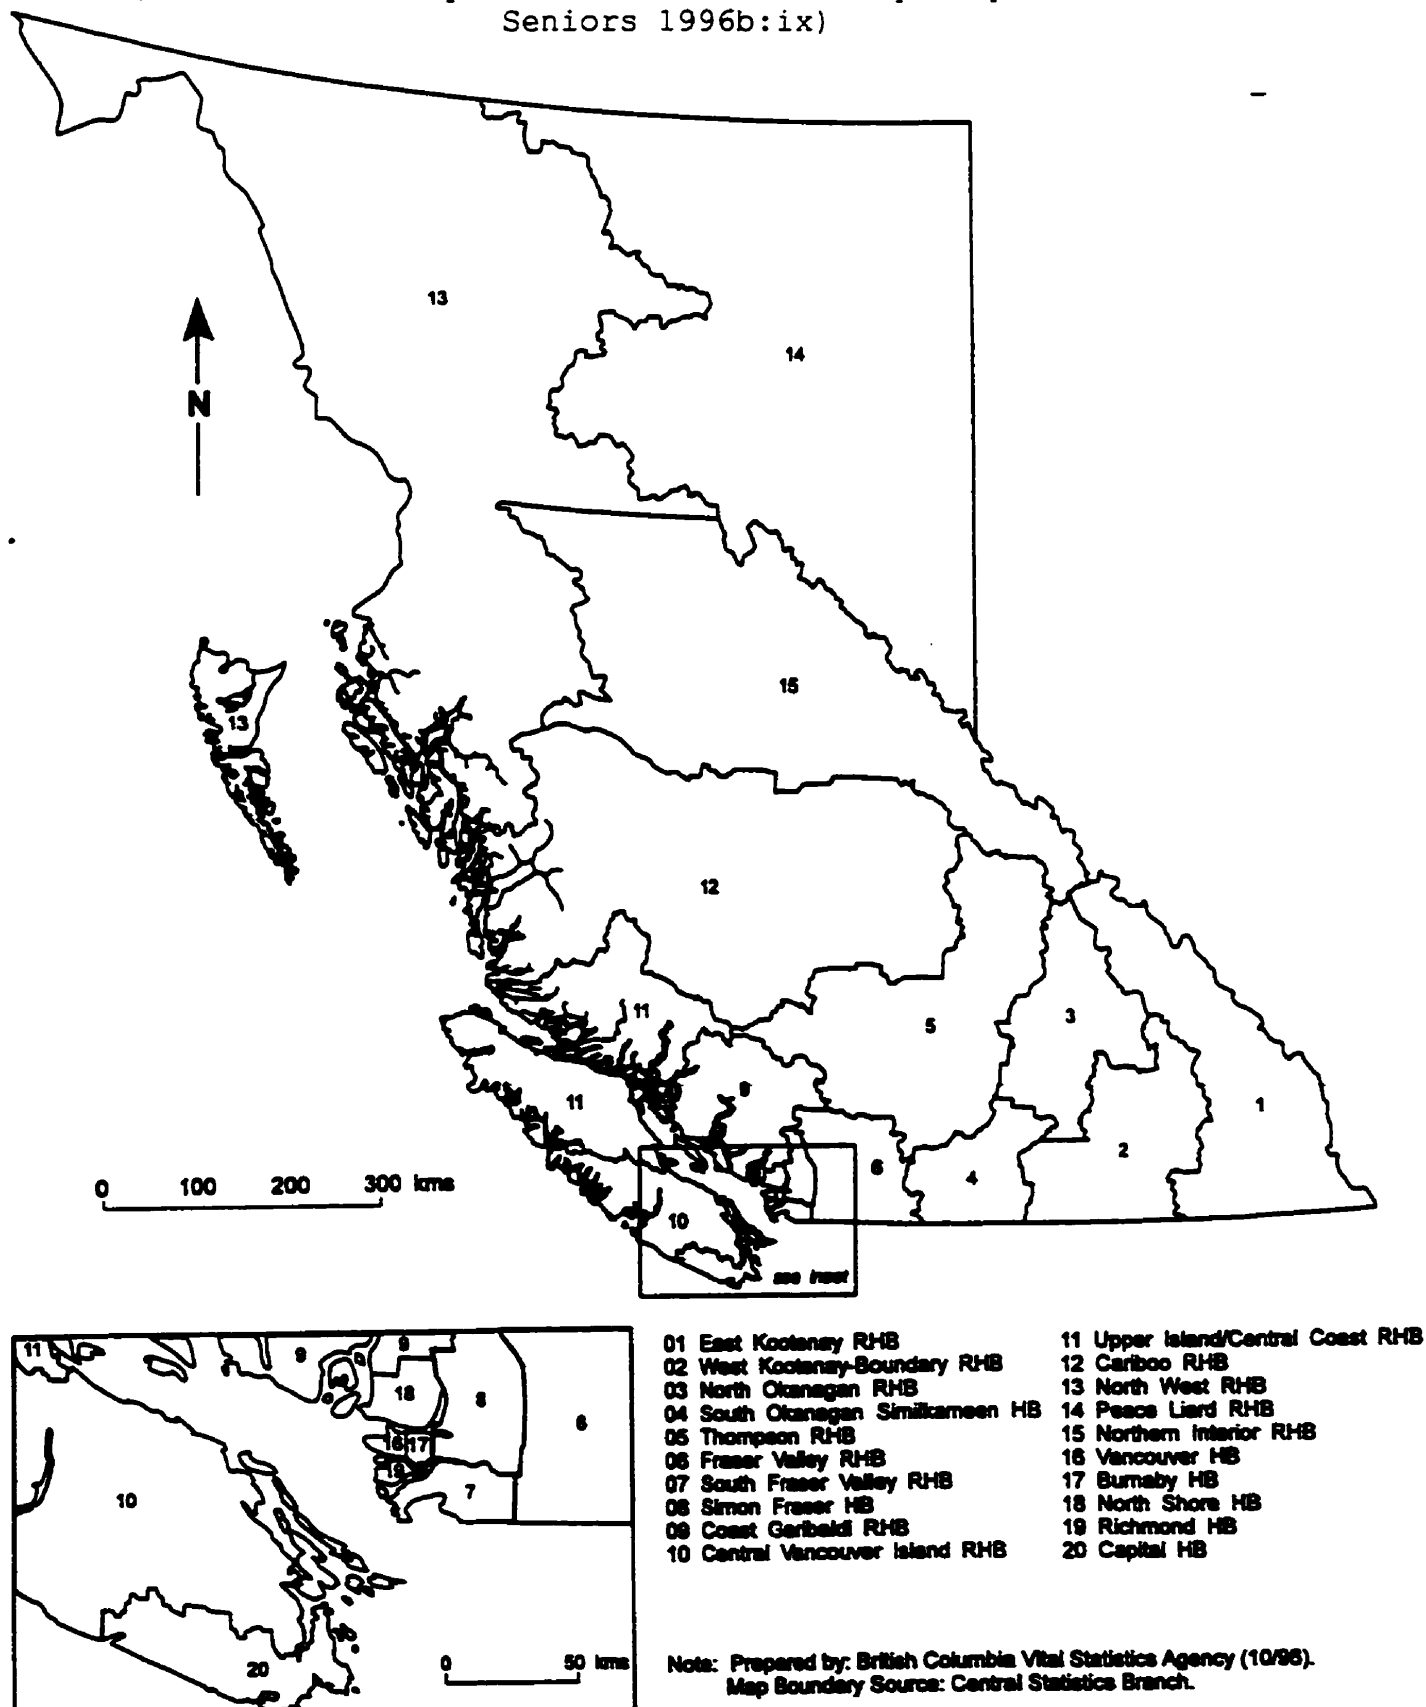 Seniors 1996b:ix)
13
14
N
15
13
12
11
5
3
9
11
1
2
6
4
10
0 100 200 300 kms
see inset
11
9
9
18
8
6
16
17
19
7
10
20
0 50 kms
01 East Kootenay RHB
02 West Kootenay-Boundary RHB
03 North Okanagan RHB
04 South Okanagan Similkameen HB
05 Thompson RHB
06 Fraser Valley RHB
07 South Fraser Valley RHB
08 Simon Fraser HB
09 Coast Garibaldi RHB
10 Central Vancouver Island RHB
11 Upper Island/Central Coast RHB
12 Cariboo RHB
13 North West RHB
14 Peace Liard RHB
15 Northern Interior RHB
16 Vancouver HB
17 Burnaby HB
18 North Shore HB
19 Richmond HB
20 Capital HB
Note: Prepared by: British Columbia Vital Statistics Agency (10/96).
Map Boundary Source: Central Statistics Branch.